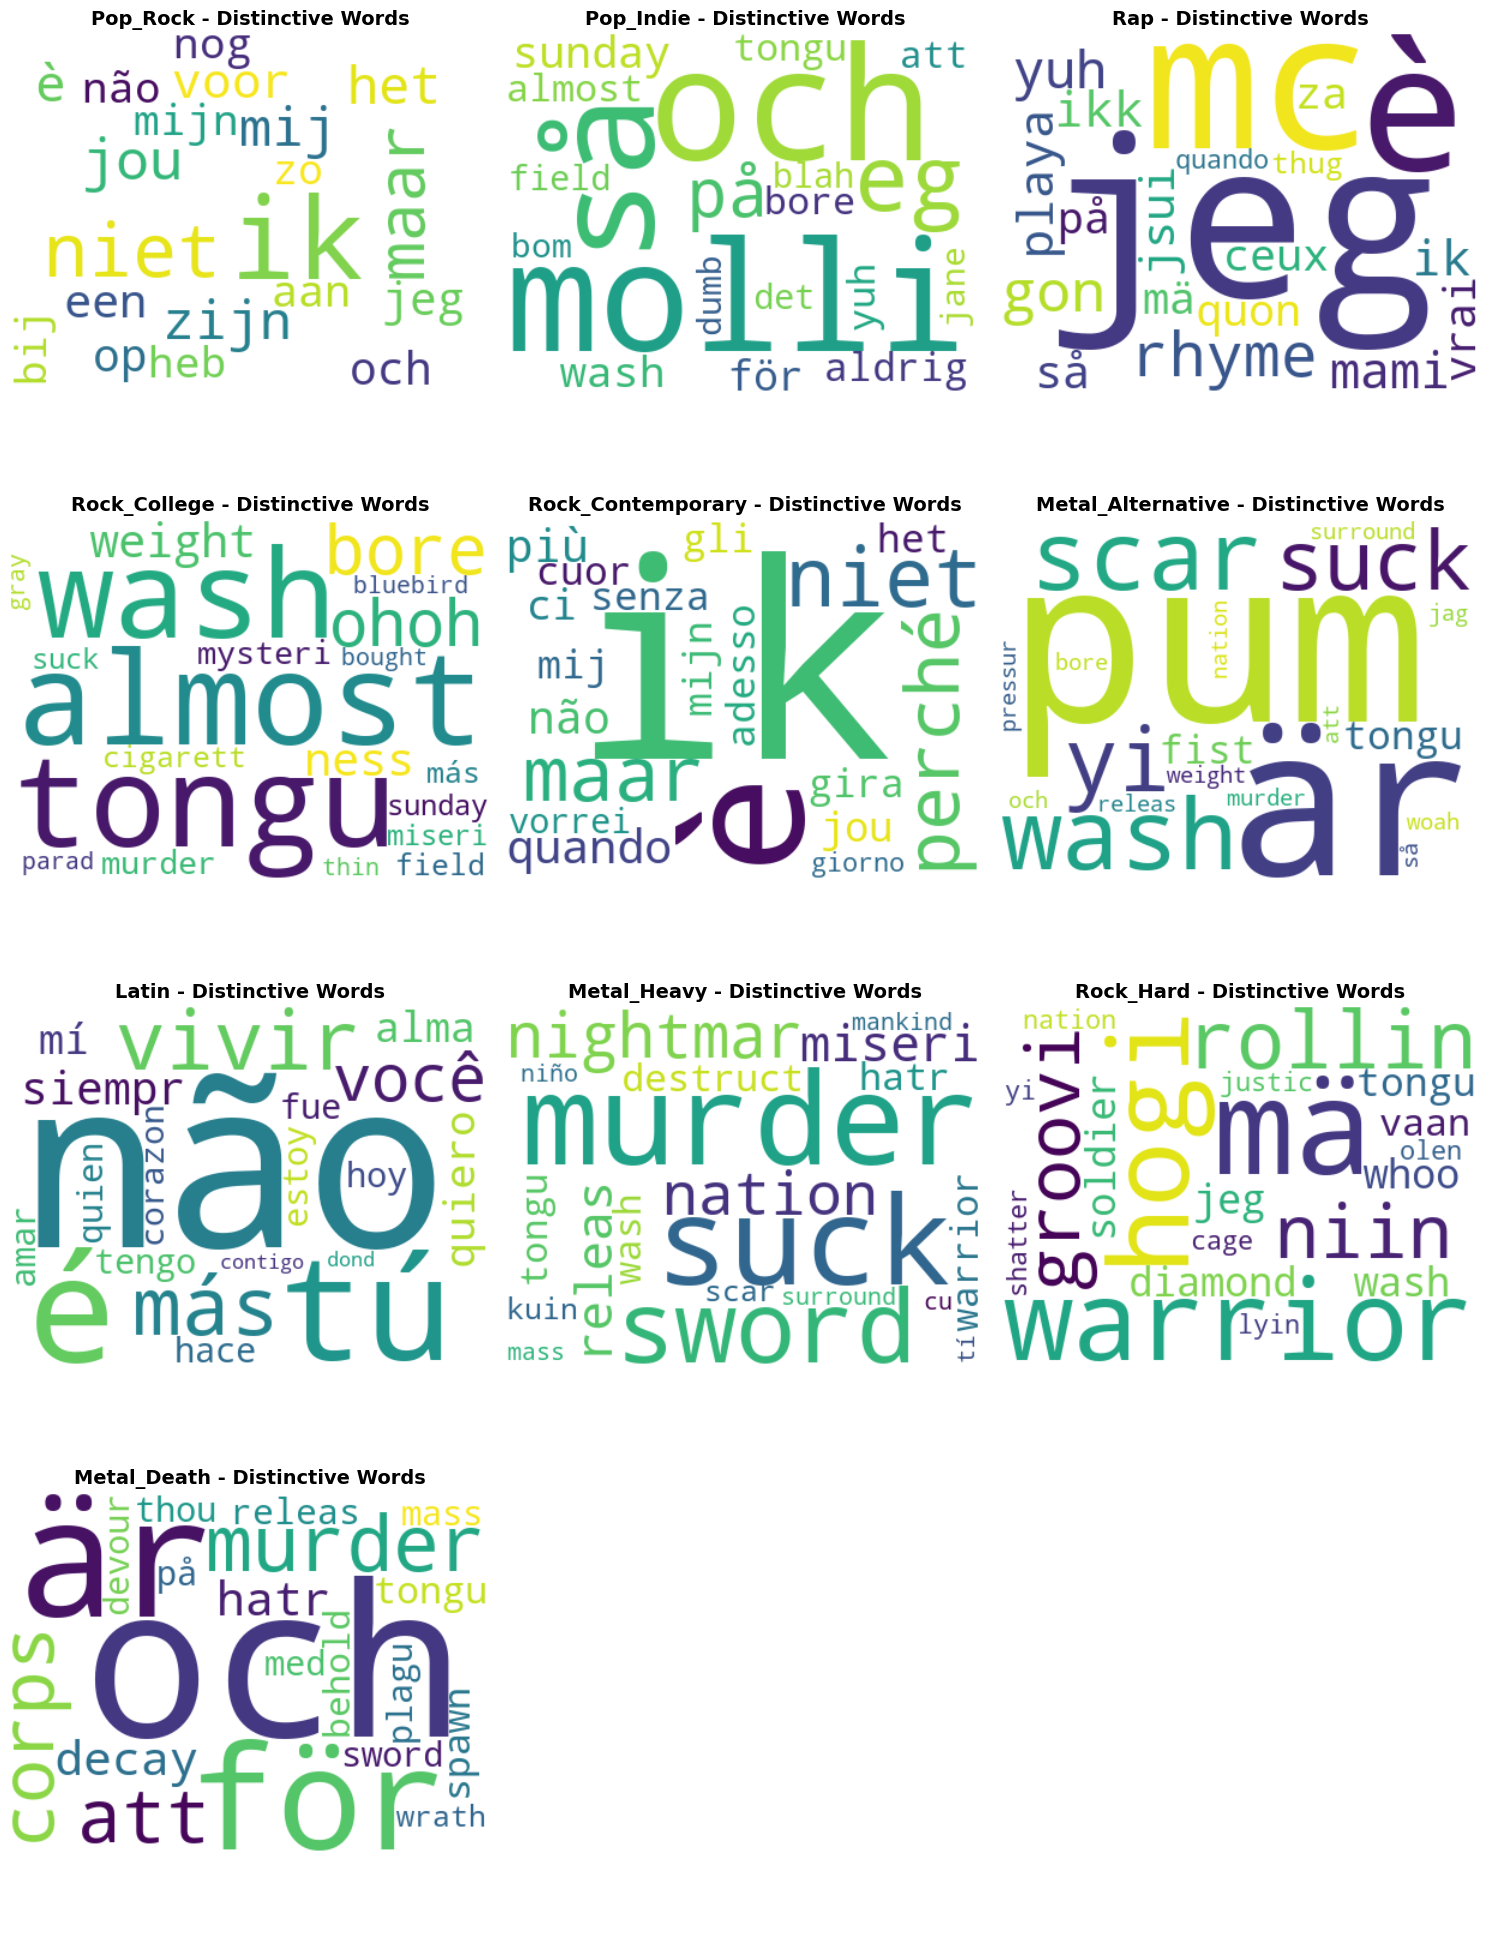 Pop_Rock - Distinctive Words
nog
è não voor het
mijn mij
jou zo maar
niet ik
een aan jeg
bij zijn
op heb och
Pop_Indie - Distinctive Words
sunday tongu att
almost och
så
field på blah eg
bore
bom molli dumb det yuh jane
wash för aldrig
Rap - Distinctive Words
yuh mc è
ikk za
playa quando thug
på jsui jeg
ceux ik
gon mä quon vrai
så rhyme mami
Rock_College - Distinctive Words
weight bore
gray wash bluebird
ohoh
suck mysteri bought
almost
cigarett ness más
tongu sunday
miseri
parad murder thin field
Rock_Contemporary - Distinctive Words
più gli het
cuor niet
ci senza
ik
mij mijn adesso perché
não
maar gira
vorrei è jou
quando giorno
Metal_Alternative - Distinctive Words
surround
scar suck
pum jag
pressur bore nation
att
yi fist är tongu
weight
och releas murder
wash så woah
Latin - Distinctive Words
mí vivir alma
siempr você
não fue
quien corazon estoy hoy quiero
amar tengo contigo dond
é más tú
hace
Metal_Heavy - Distinctive Words
nightmar mankind
miseri
niño destruct hatr
murder
tongu nation warrior
releas wash suck
kuin scar surround cu
mass sword tí
Rock_Hard - Distinctive Words
nation rollin
groovi hogi
yi soldier justic tongu
mä vaan
olen
whoo
jeg
shatter cage niin
diamond wash
warrior lyin
Metal_Death - Distinctive Words
är devour thou releas mass
murder
på
hatr tongu
och
corps med behold plagu
spawn
decay sword
att för wrath